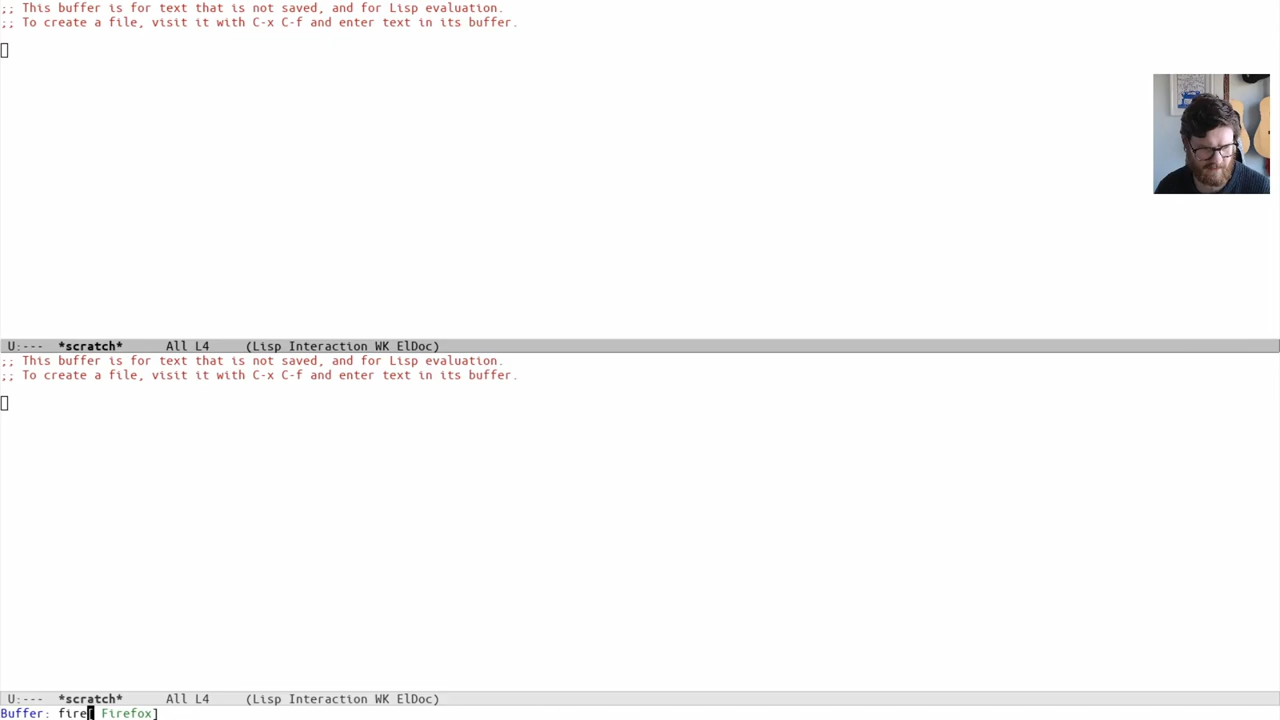 ;; This buffer is for text that is not saved, and for Lisp evaluation.
;; To create a file, visit it with C-x C-f and enter text in its buffer.
U:--- *scratch* All L4 (Lisp Interaction WK ElDoc)
;; This buffer is for text that is not saved, and for Lisp evaluation.
;; To create a file, visit it with C-x C-f and enter text in its buffer.
U:--- *scratch* All L4 (Lisp Interaction WK ElDoc)
Buffer: fire[ Firefox]